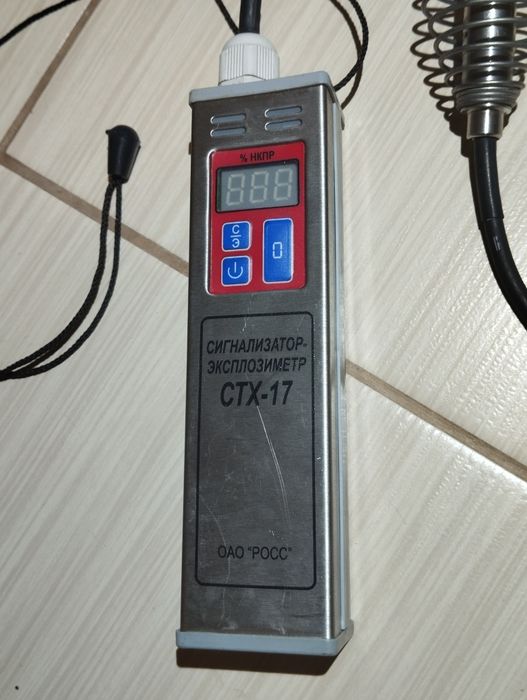 % НКПР
888
С
Э
0
СИГНАЛИЗАТОР-
ЭКСПЛОЗИМЕТР
СТХ-17
ОАО "РОСС"